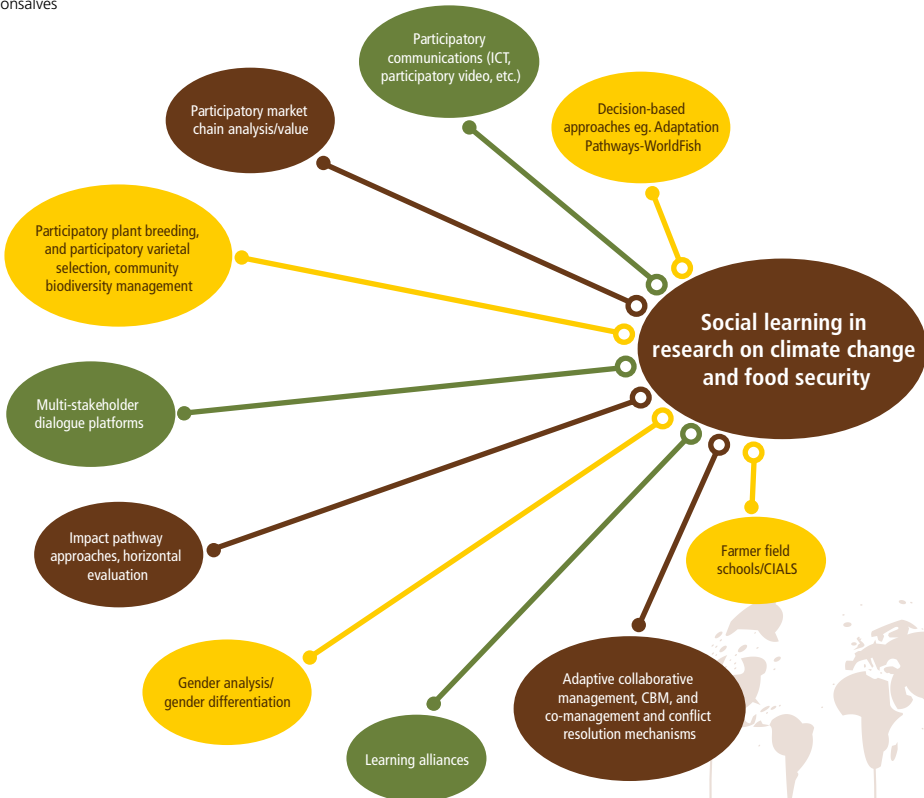 onsalves
Participatory
communications (ICT,
participatory video, etc.)
Participatory market
chain analysis/value
Decision-based
approaches eg. Adaptation
Pathways-WorldFish
Participatory plant breeding,
and participatory varietal
selection, community
biodiversity management
Social learning in
research on climate change
and food security
Multi-stakeholder
dialogue platforms
Impact pathway
approaches, horizontal
evaluation
Farmer field
schools/CIALS
Gender analysis/
gender differentiation
Adaptive collaborative
management, CBM, and
co-management and conflict
resolution mechanisms
Learning alliances